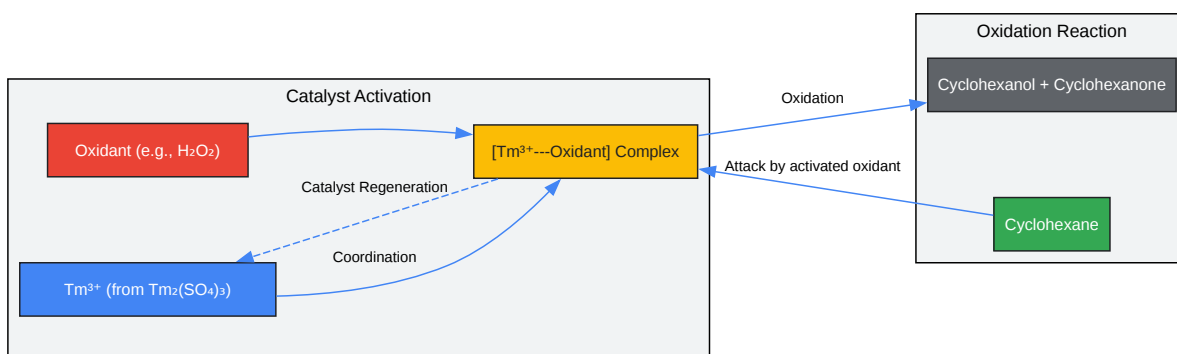 Oxidation Reaction
Cyclohexanol + Cyclohexanone
Catalyst Activation
Oxidation
Oxidant (e.g., H₂O₂)
[Tm³⁺---Oxidant] Complex
Attack by activated oxidant
Catalyst Regeneration
Cyclohexane
Coordination
Tm³⁺ (from Tm₂(SO₄)₃)